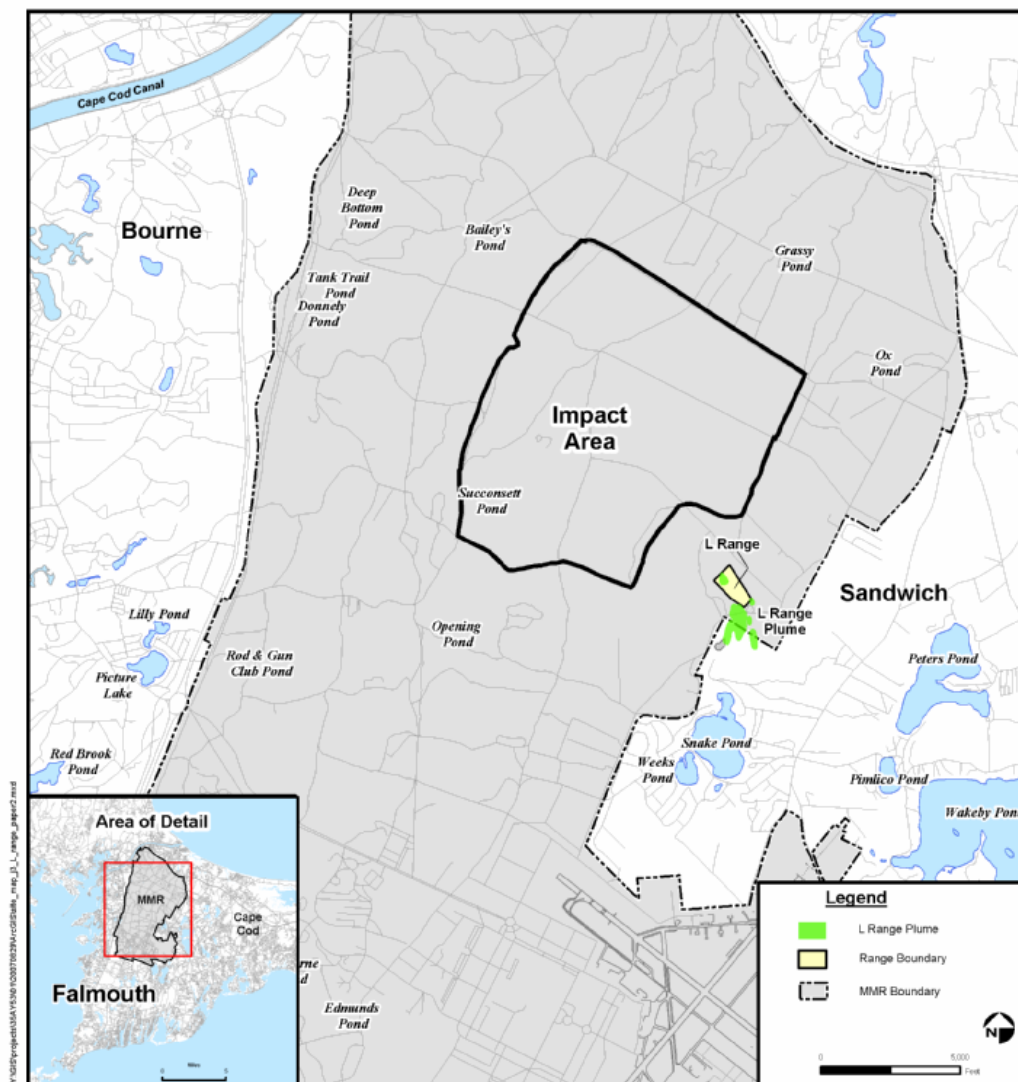 Cape Cod Canal
Bourne
Deep
Bottom
Pond
Bailey's
Pond
Grassy
Pond
Tank Trail
Pond
Donnely
Pond
Ox
Pond
Impact
Area
Succonsett
Pond
L Range
Sandwich
L Range
Plume
Lilly Pond
Opening
Pond
Rod & Gun
Club Pond
Picture
Lake
Peters Pond
Red Brook
Pond
Snake Pond
Weeks
Pond
Pimlico Pond
Wakeby Pond
Area of Detail
MMR
Cape
Cod
Falmouth
Miles
0 5
Edmunds
Pond
Legend
L Range Plume
Range Boundary
MMR Boundary
N
0 5,000
Feet